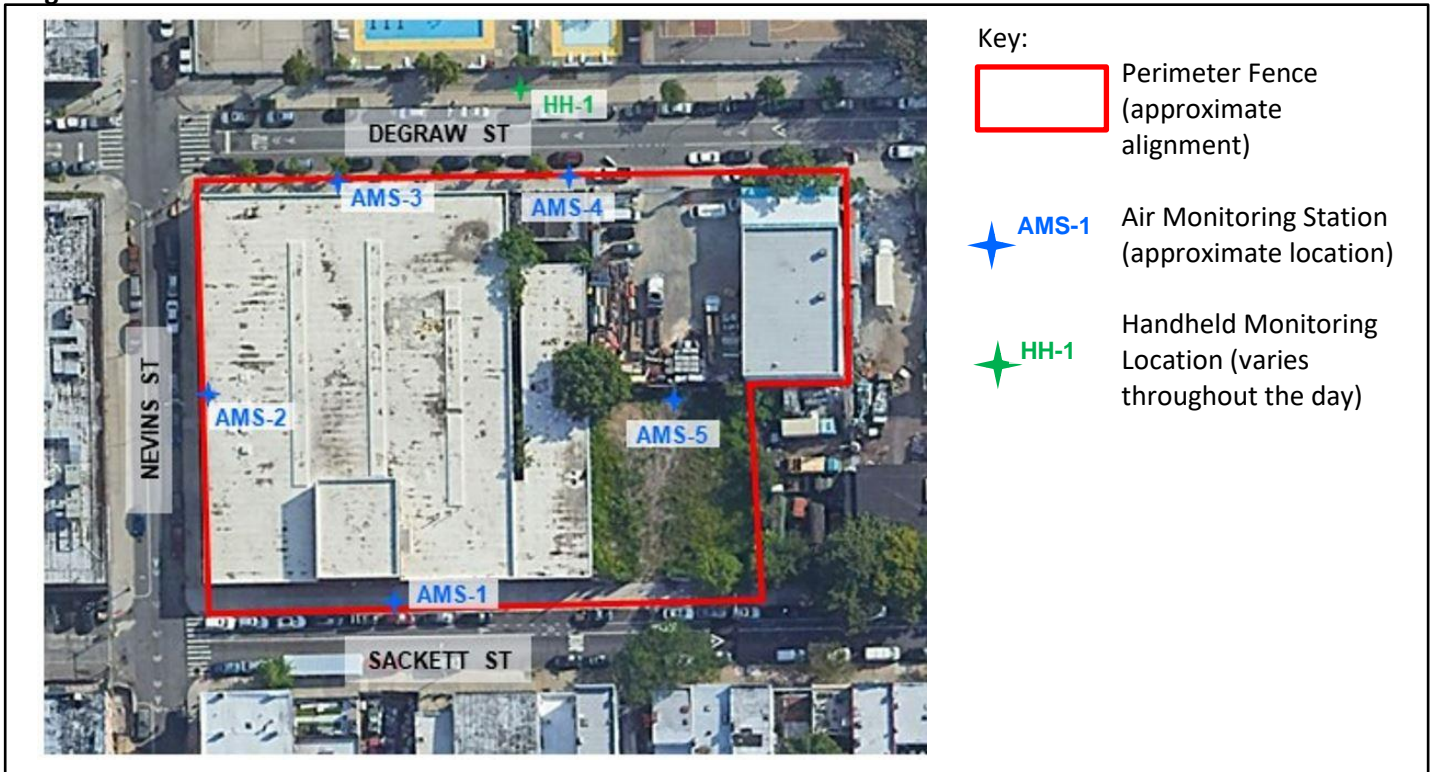 HH-1
DEGRAW ST
AMS-3
AMS-4
NEVINS ST
AMS-2
AMS-5
AMS-1
SACKETT ST
Key:
Perimeter Fence
(approximate
alignment)
AMS-1
Air Monitoring Station
(approximate location)
HH-1
Handheld Monitoring
Location (varies
throughout the day)